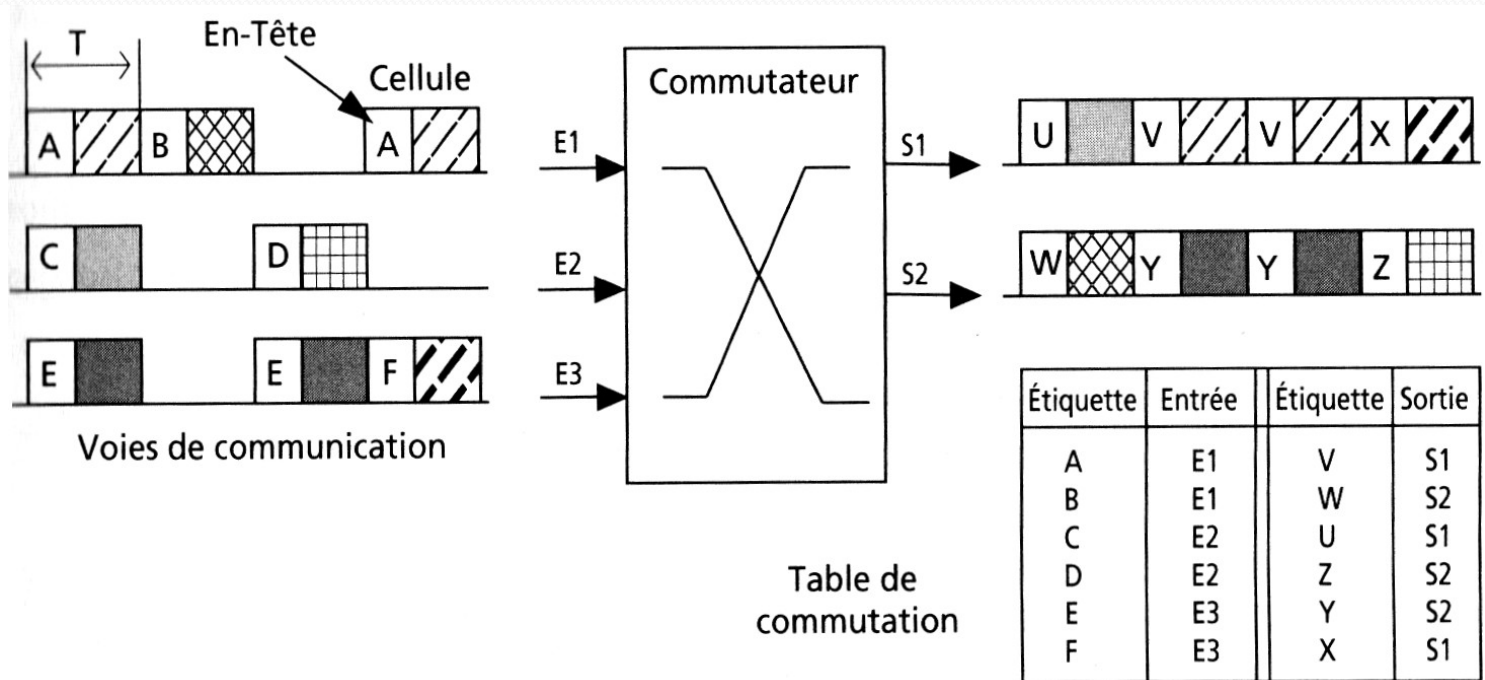 T
En-Tête
Cellule
A B A
C D
E E F
Voies de communication
E1
E2
E3
Commutateur
S1
S2
U V V X
W Y Y Z
Table de
commutation
Étiquette Entrée Étiquette Sortie
A E1 V S1
B E1 W S2
C E2 U S1
D E2 Z S2
E E3 Y S2
F E3 X S1